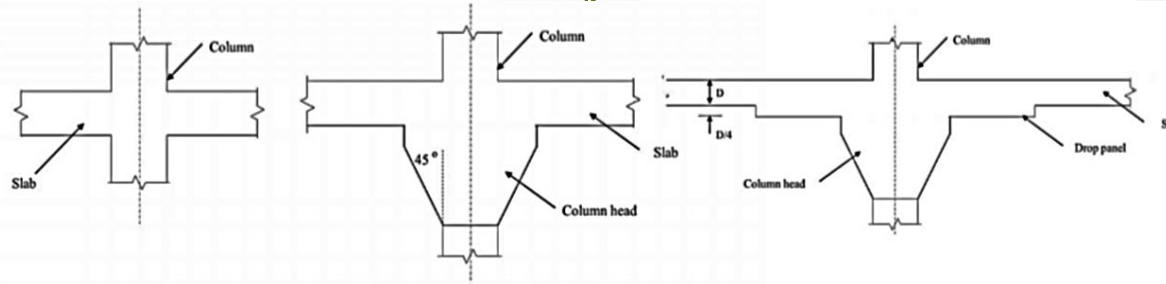 Column
Slab
Column
45°
Slab
Column head
Column
D
D/4
Drop panel
Column head